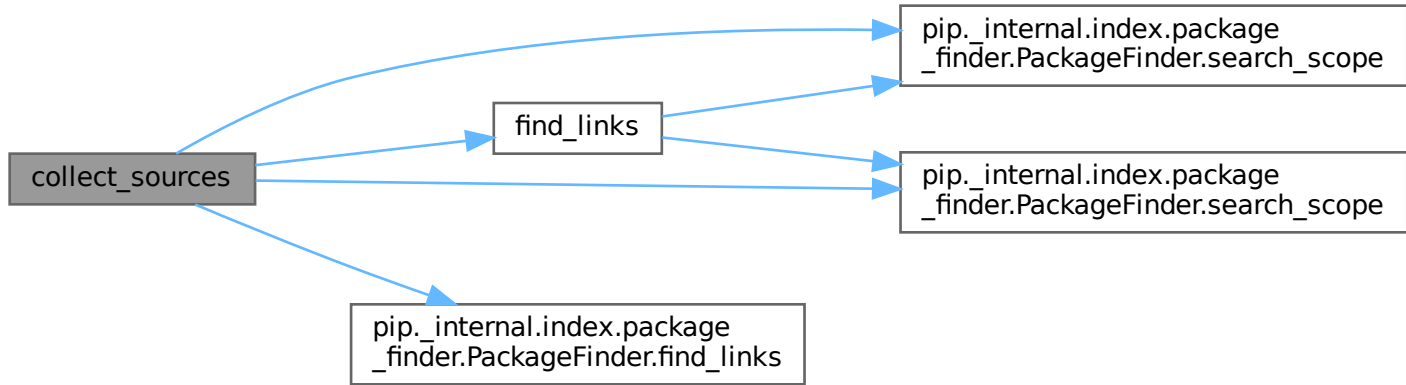 pip._internal.index.package
_finder.PackageFinder.search_scope
find_links
collect_sources
pip._internal.index.package
_finder.PackageFinder.search_scope
pip._internal.index.package
_finder.PackageFinder.find_links